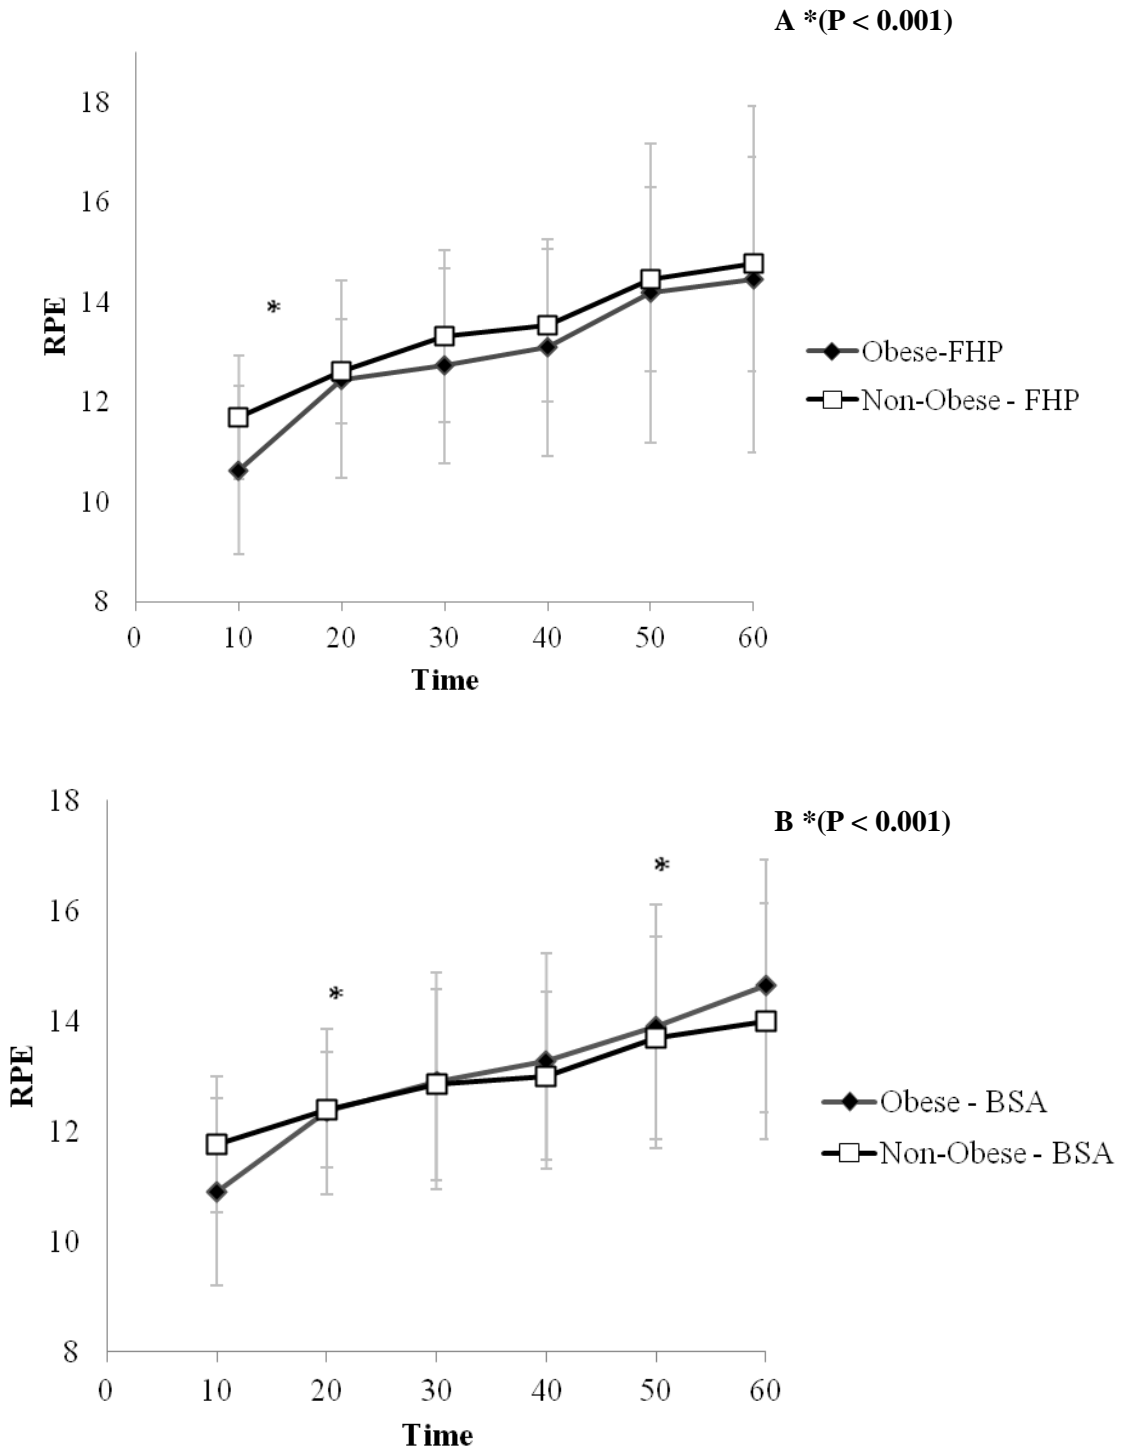 A *(P < 0.001)
18
16
14
12
10
8
RPE
*
0 10 20 30 40 50 60
Time
Obese-FHP
Non-Obese - FHP
B *(P < 0.001)
18
16
14
12
10
8
RPE
*
*
0 10 20 30 40 50 60
Time
Obese - BSA
Non-Obese - BSA